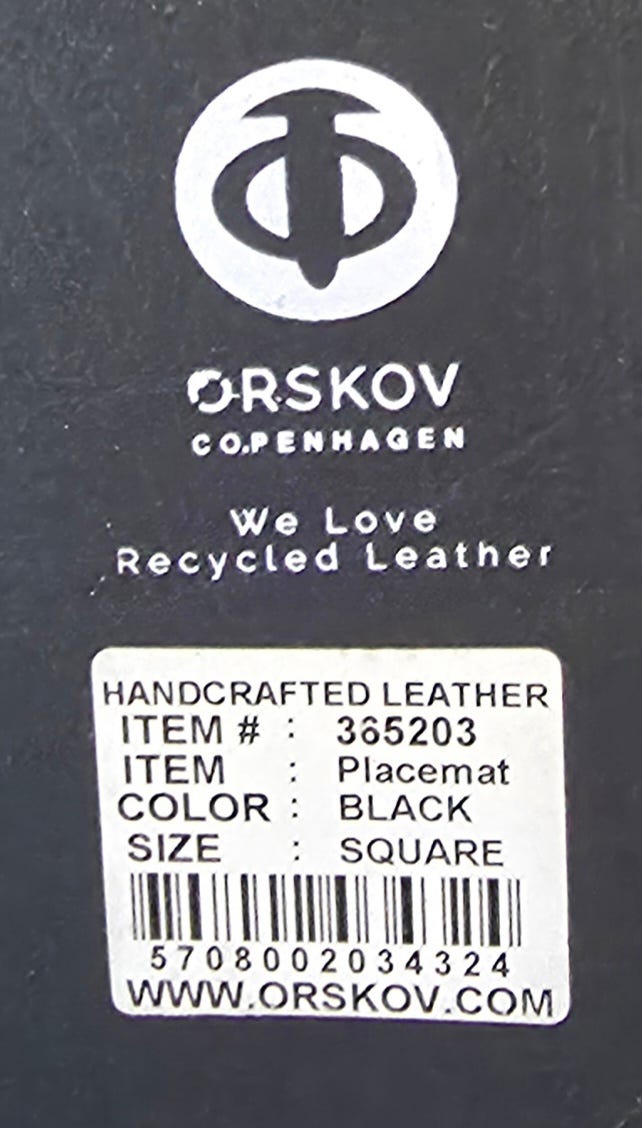 ORSKOV
COPENHAGEN
We Love
Recycled Leather
HANDCRAFTED LEATHER
ITEM # : 365203
ITEM : Placemat
COLOR : BLACK
SIZE : SQUARE
5708002034324
WWW.ORSKOV.COM